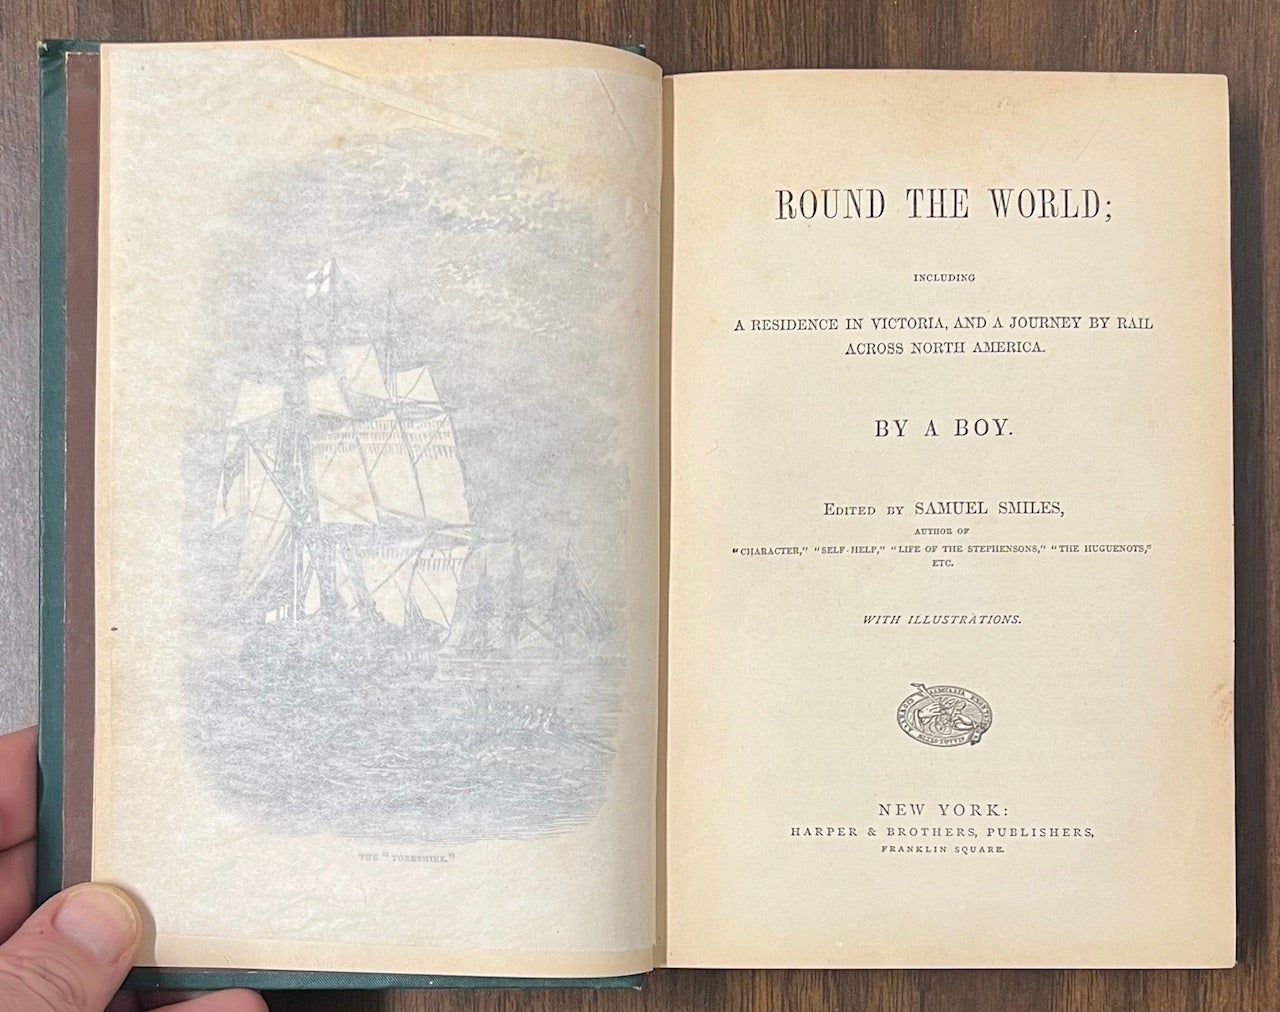 THE "YORKSHIRE."
ROUND THE WORLD;
INCLUDING
A RESIDENCE IN VICTORIA, AND A JOURNEY BY RAIL
ACROSS NORTH AMERICA.
BY A BOY.
EDITED BY SAMUEL SMILES,
AUTHOR OF
"CHARACTER," "SELF-HELP," "LIFE OF THE STEPHENSONS," "THE HUGUENOTS,"
ETC.
WITH ILLUSTRATIONS.
NEW YORK:
HARPER & BROTHERS, PUBLISHERS,
FRANKLIN SQUARE.